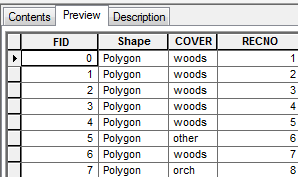 Contents Preview Description
FID Shape COVER RECNO
0 Polygon woods 1
1 Polygon woods 2
2 Polygon woods 3
3 Polygon woods 4
4 Polygon woods 5
5 Polygon other 6
6 Polygon woods 7
7 Polygon orch 8